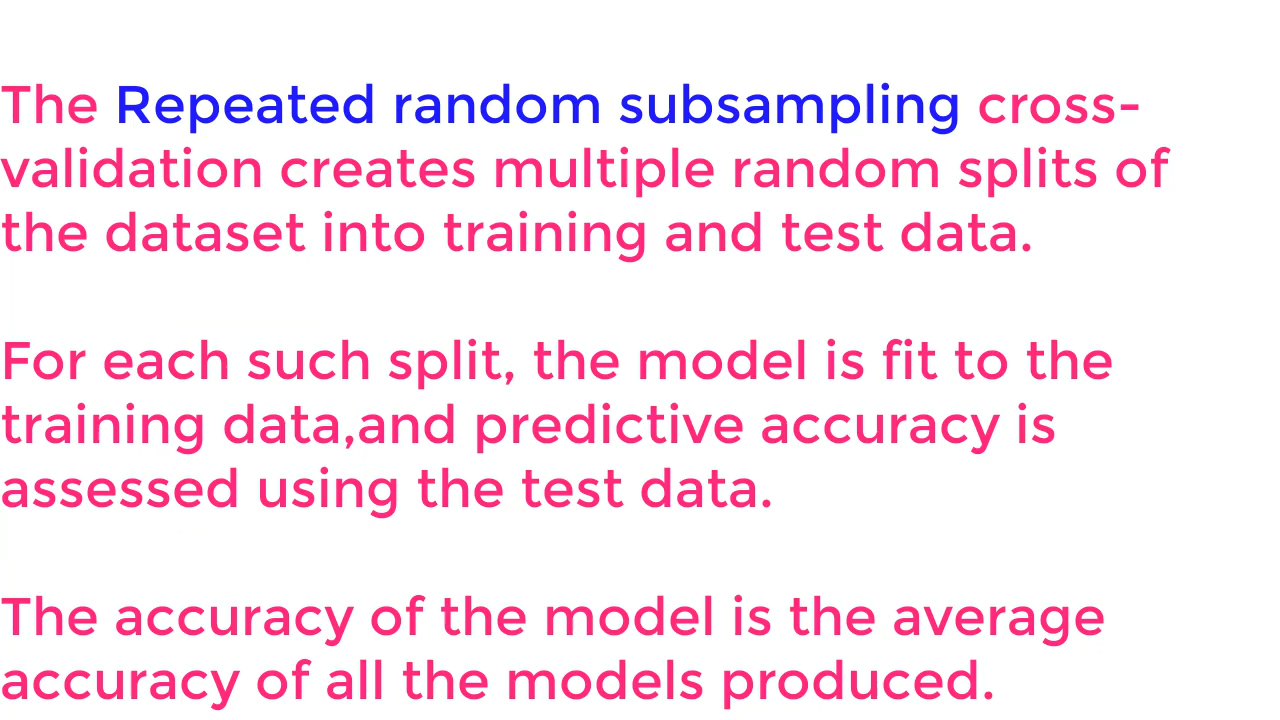 The Repeated random subsampling cross-
validation creates multiple random splits of
the dataset into training and test data.
For each such split, the model is fit to the
training data,and predictive accuracy is
assessed using the test data.
The accuracy of the model is the average
accuracy of all the models produced.